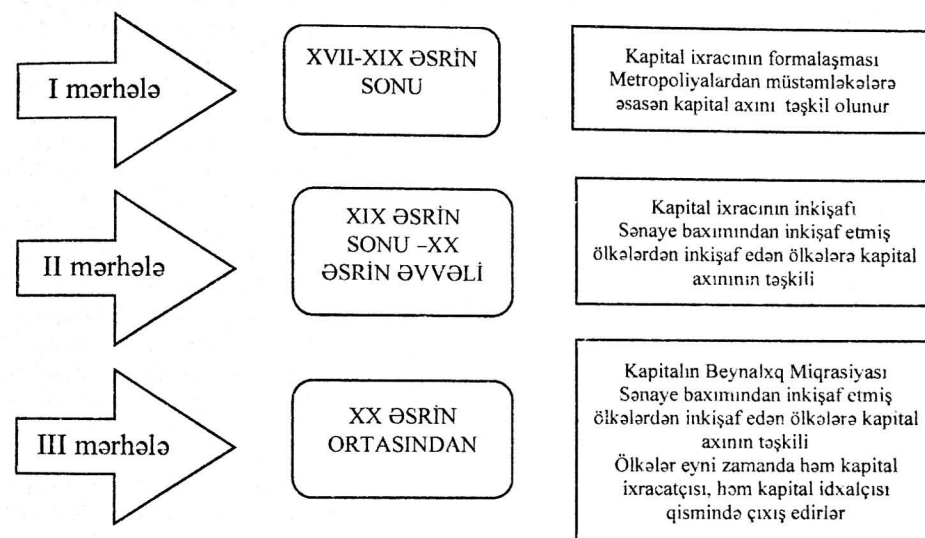 I mərhələ
XVII-XIX ƏSRİN
SONU
Kapital ixracının formalaşması
Metropoliyalardan müstəmləkələrə
əsasən kapital axını təşkil olunur
II mərhələ
XIX ƏSRİN
SONU –XX
ƏSRİN ƏVVƏLİ
Kapital ixracının inkişafı
Sənaye baxımından inkişaf etmiş
ölkələrdən inkişaf edən ölkələrə kapital
axınının təşkili
III mərhələ
XX ƏSRİN
ORTASINDAN
Kapitalın Beynalxq Miqrasiyası
Sənaye baxımından inkişaf etmiş
ölkələrdən inkişaf edən ölkələrə kapital
axının təşkili
Ölkələr eyni zamanda həm kapital
ixracatçısı, həm kapital idxalçısı
qismində çıxış edirlər